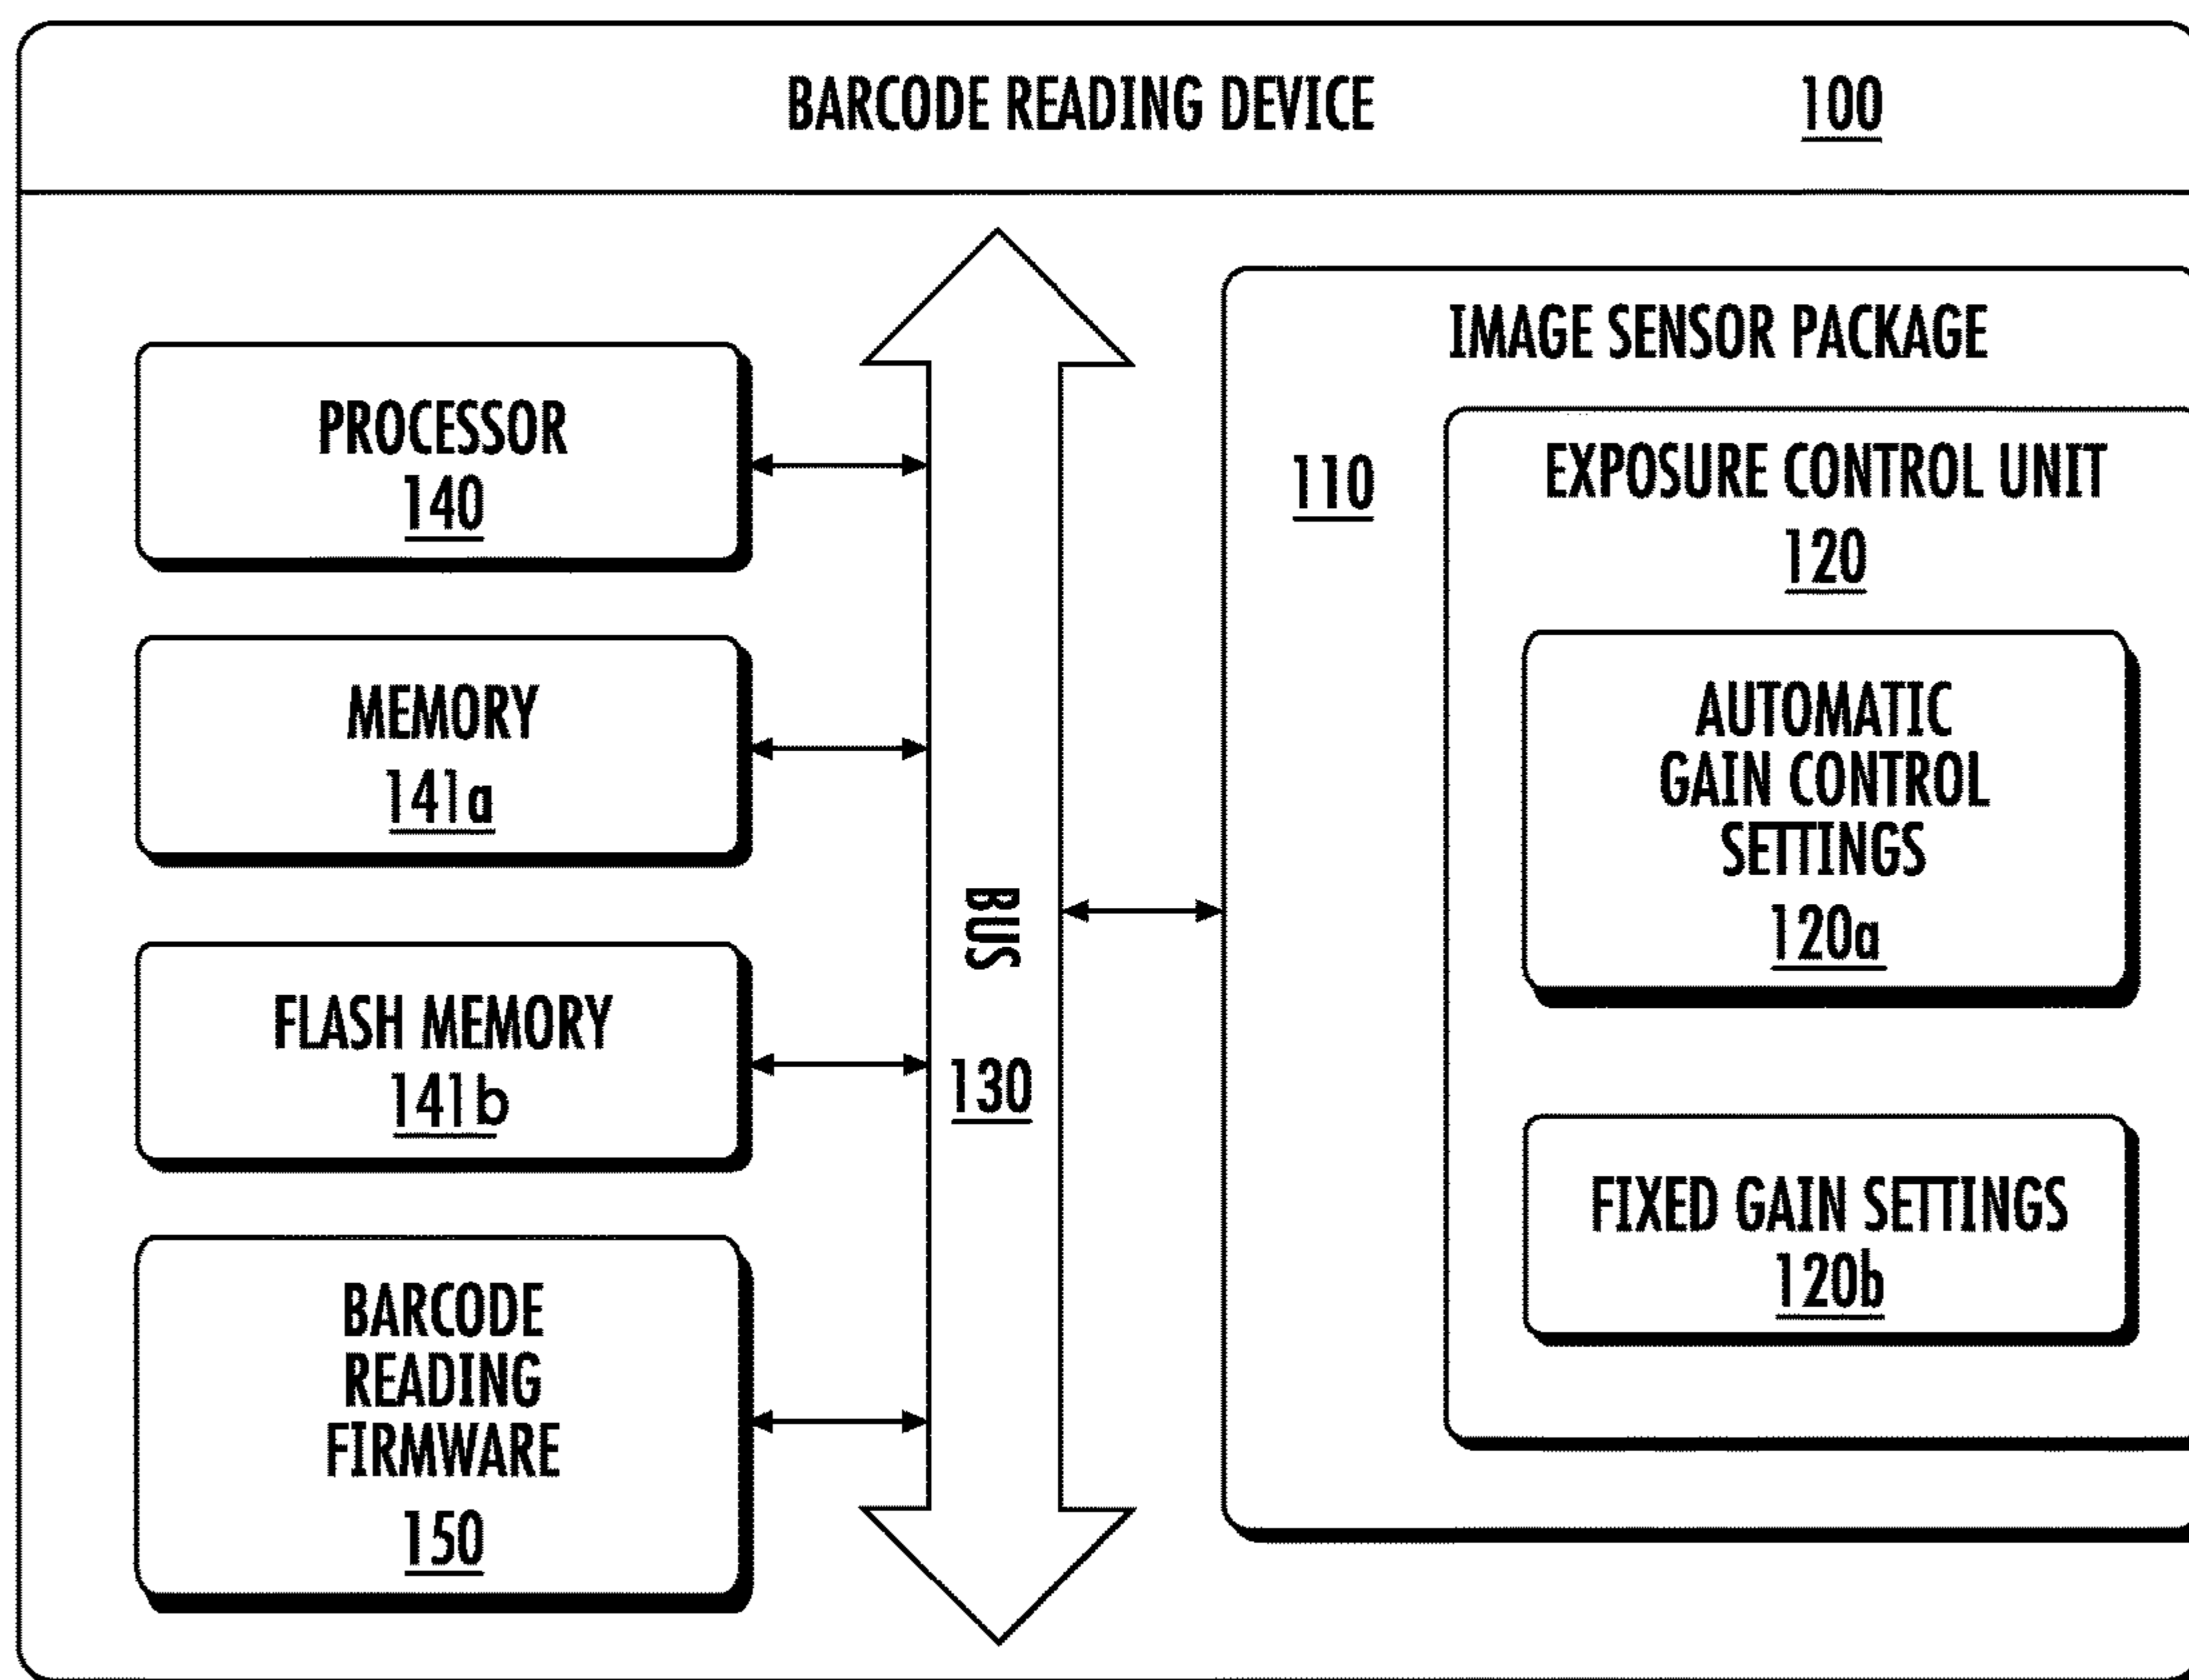 BARCODE READING DEVICE 100
PROCESSOR
140
MEMORY
141a
FLASH MEMORY
141b
BARCODE
READING
FIRMWARE
150
BUS
130
IMAGE SENSOR PACKAGE
110
EXPOSURE CONTROL UNIT
120
AUTOMATIC
GAIN CONTROL
SETTINGS
120a
FIXED GAIN SETTINGS
120b